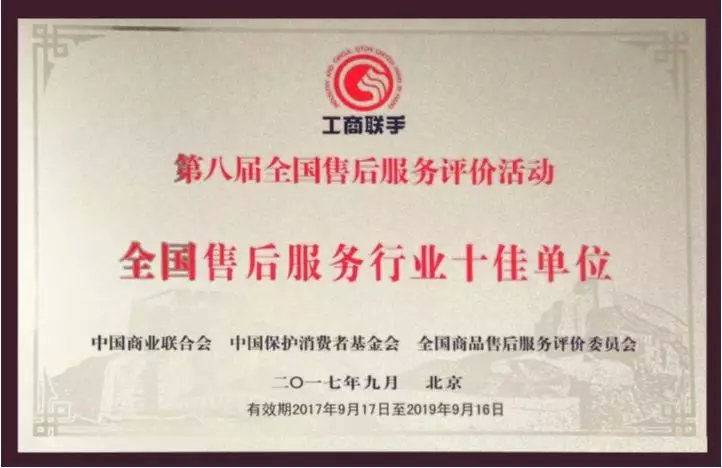 工商联手
第八届全国售后服务评价活动
全国售后服务行业十佳单位
中国商业联合会 中国保护消费者基金会 全国商品售后服务评价委员会
二〇一七年九月 北京
有效期2017年9月17日至2019年9月16日